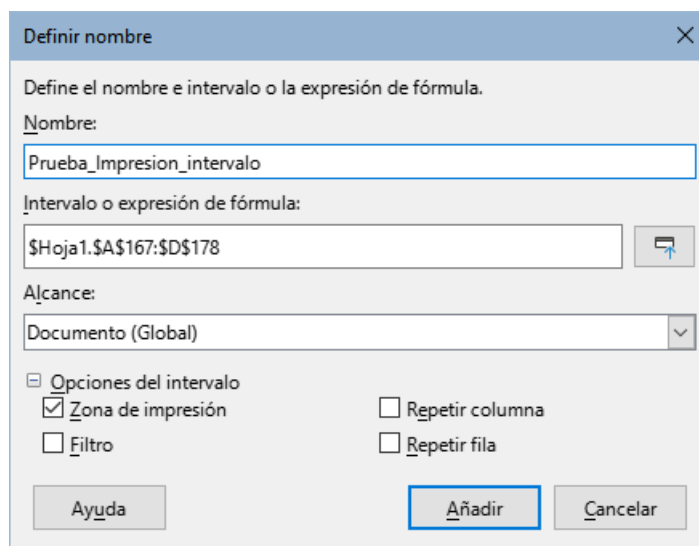 Definir nombre
Define el nombre e intervalo o la expresión de fórmula.
Nombre:
Prueba_Impresion_intervalo
Intervalo o expresión de fórmula:
$Hoja1.$A$167:$D$178
Alcance:
Documento (Global)
Opciones del intervalo
Zona de impresión
Repetir columna
Filtro
Repetir fila
Ayuda
Añadir
Cancelar